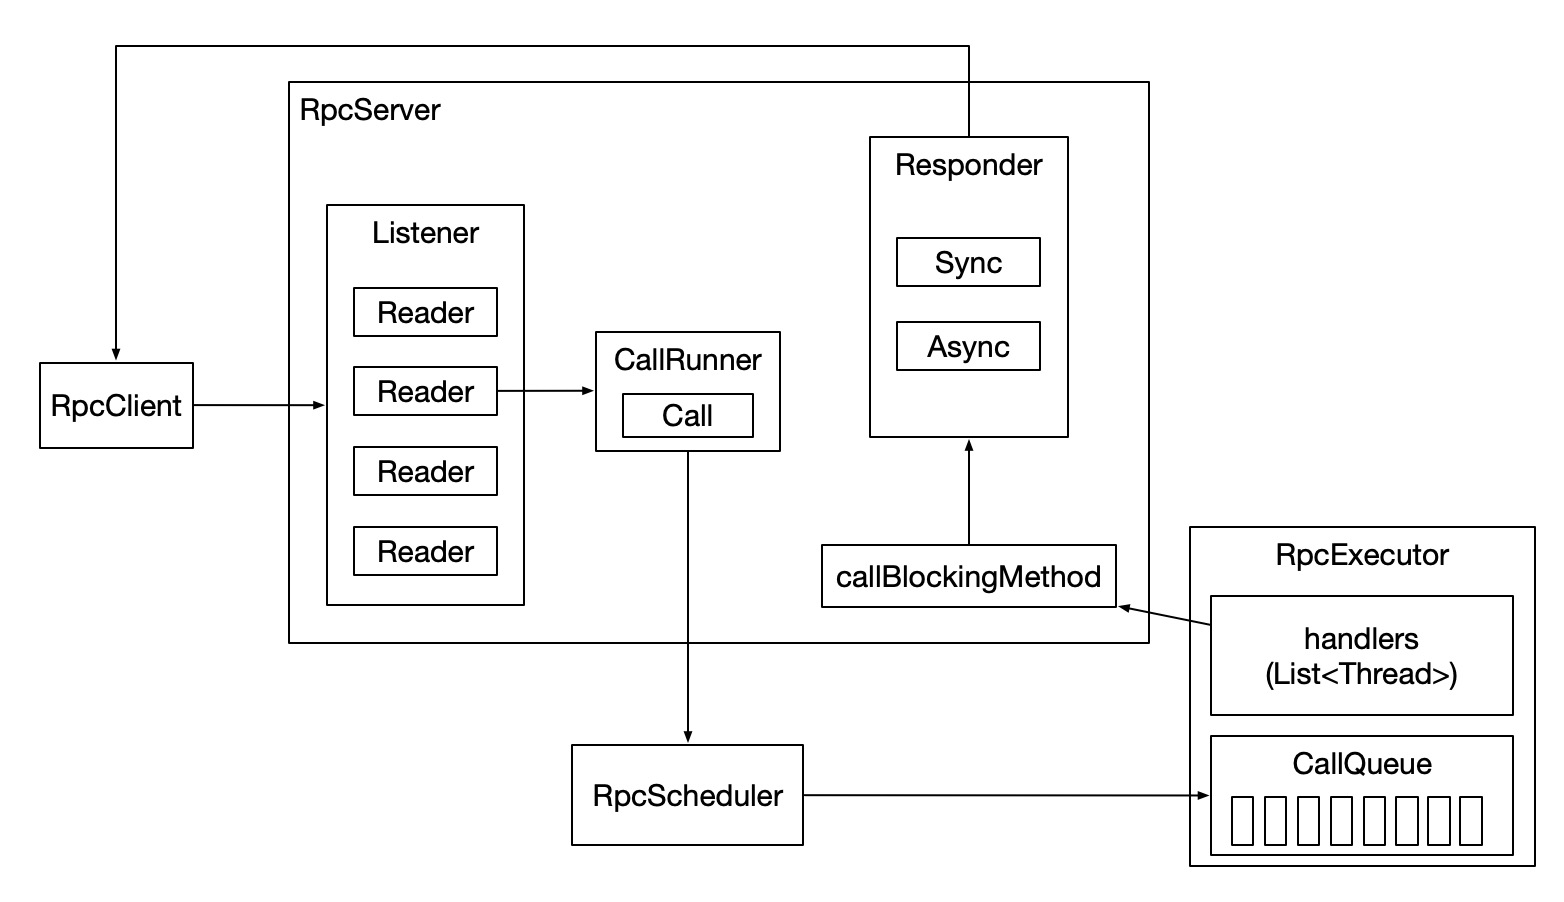 RpcServer
Responder
Sync
Async
Listener
Reader
Reader
Reader
Reader
CallRunner
Call
RpcClient
callBlockingMethod
RpcExecutor
handlers
(List<Thread>)
CallQueue
RpcScheduler